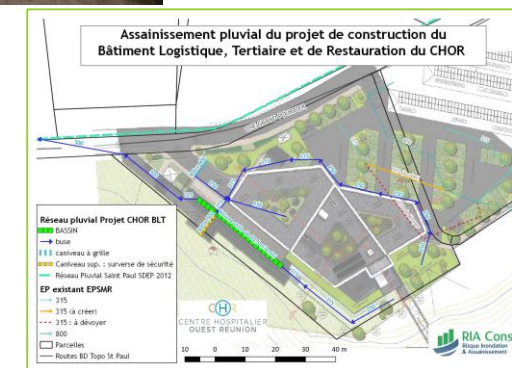 Assainissement pluvial du projet de construction du
Bâtiment Logistique, Tertiaire et de Restauration du CHOR
Réseau pluvial Projet CHOR BLT
BASSIN
buse
caniveau à grille
Caniveau sup. : surverse de sécurité
Réseau Pluvial Saint Paul SDEP 2012
EP existant EPSMR
315
315 (à créer)
315 : à dévoyer
800
Parcelles
Routes BD Topo St Paul
CHOR
CENTRE HOSPITALIER
OUEST REUNION
10 0 10 20 30 40 m
RIA Cons
Risque Inondation
& Assainissement